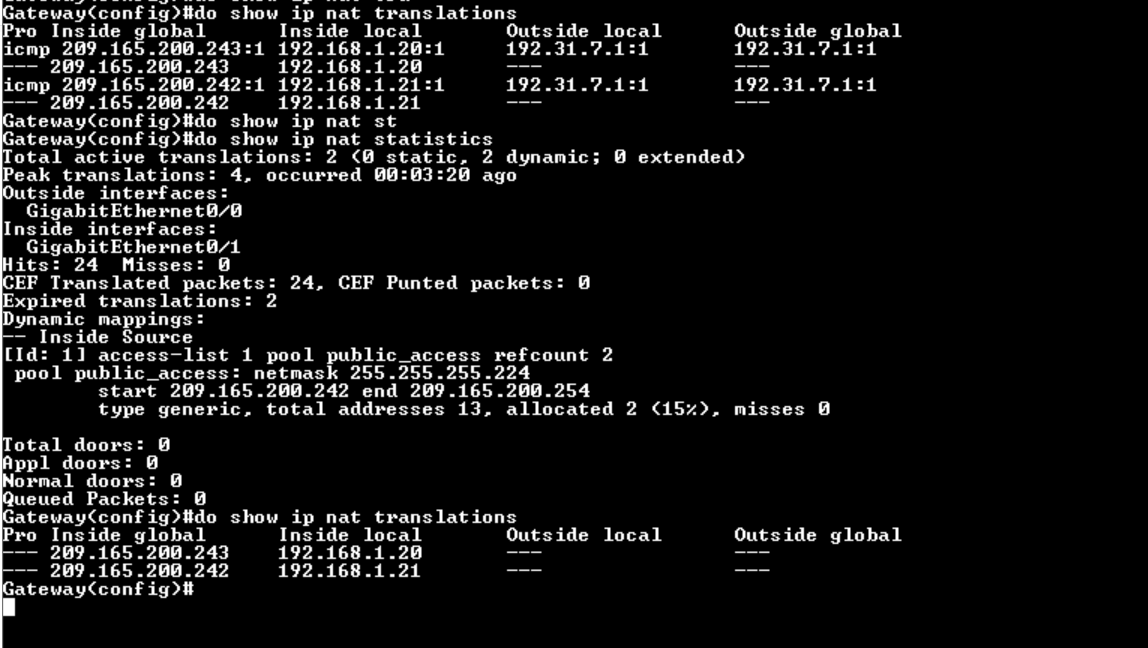 Gateway(config)#do show ip nat translations
Pro Inside global Inside local Outside local Outside global
icmp 209.165.200.243:1 192.168.1.20:1 192.31.7.1:1 192.31.7.1:1
--- 209.165.200.243 192.168.1.20 --- ---
icmp 209.165.200.242:1 192.168.1.21:1 192.31.7.1:1 192.31.7.1:1
--- 209.165.200.242 192.168.1.21 --- ---
Gateway(config)#do show ip nat st
Gateway(config)#do show ip nat statistics
Total active translations: 2 (0 static, 2 dynamic; 0 extended)
Peak translations: 4, occurred 00:03:20 ago
Outside interfaces:
GigabitEthernet0/0
Inside interfaces:
GigabitEthernet0/1
Hits: 24 Misses: 0
CEF Translated packets: 24, CEF Punted packets: 0
Expired translations: 2
Dynamic mappings:
-- Inside Source
[Id: 1] access-list 1 pool public_access refcount 2
pool public_access: netmask 255.255.255.224
start 209.165.200.242 end 209.165.200.254
type generic, total addresses 13, allocated 2 (15%), misses 0
Total doors: 0
Appl doors: 0
Normal doors: 0
Queued Packets: 0
Gateway(config)#do show ip nat translations
Pro Inside global Inside local Outside local Outside global
--- 209.165.200.243 192.168.1.20 --- ---
--- 209.165.200.242 192.168.1.21 --- ---
Gateway(config)#